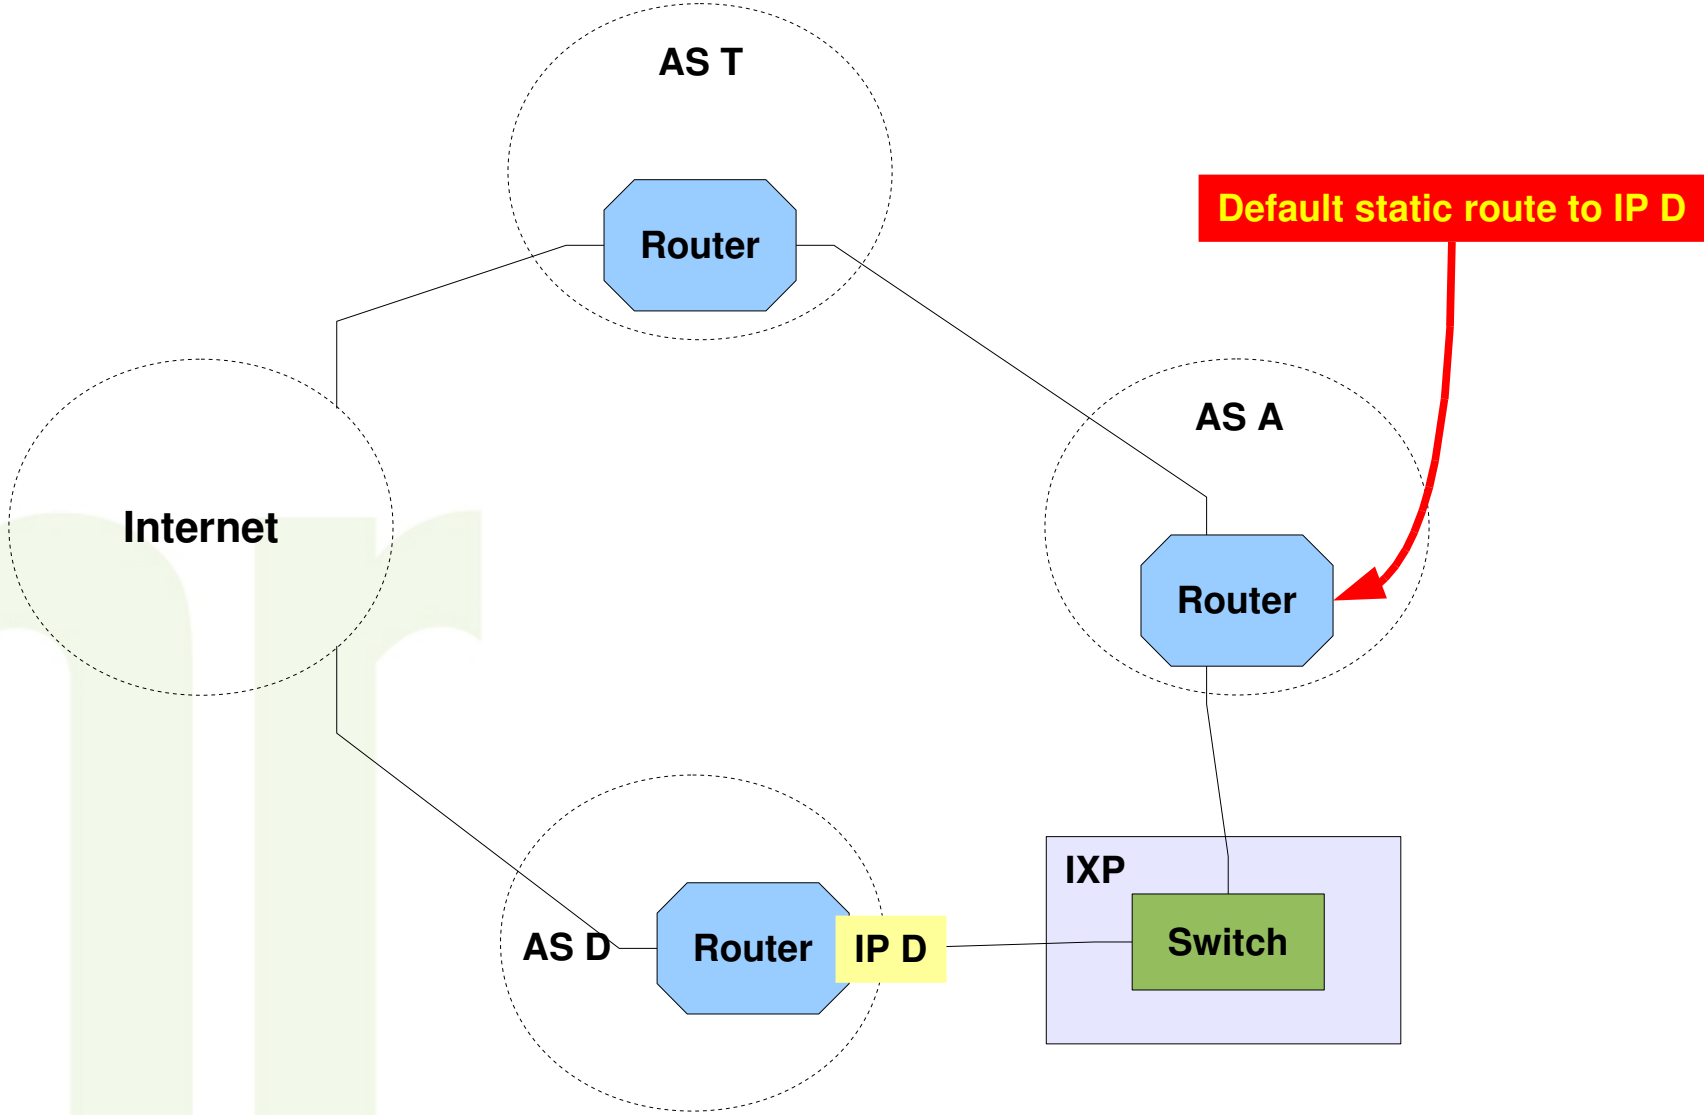 AS T
Router
Default static route to IP D
AS A
Internet
Router
IXP
AS D
Router
IP D
Switch